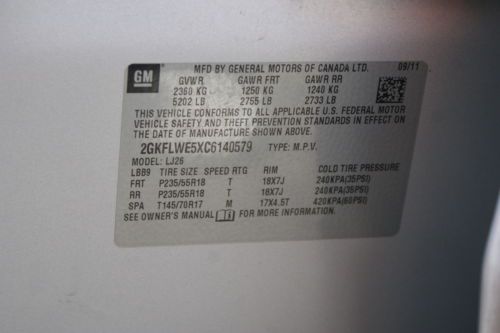 GM
MFD BY GENERAL MOTORS OF CANADA LTD. 09/11
GVWR GAWR FRT GAWR RR
2360 KG 1250 KG 1240 KG
5202 LB 2755 LB 2733 LB
THIS VEHICLE CONFORMS TO ALL APPLICABLE U.S. FEDERAL MOTOR
VEHICLE SAFETY AND THEFT PREVENTION STANDARDS IN EFFECT ON THE
DATE OF MANUFACTURE SHOWN ABOVE.
2GKFLWE5XC6140579 TYPE: M.P.V.
MODEL: LJ26
LBB9 TIRE SIZE SPEED RTG RIM COLD TIRE PRESSURE
FRT P235/55R18 T 18X7J 240KPA(35PSI)
RR P235/55R18 T 18X7J 240KPA(35PSI)
SPA T145/70R17 M 17X4.5T 420KPA(60PSI)
SEE OWNER'S MANUAL FOR MORE INFORMATION.